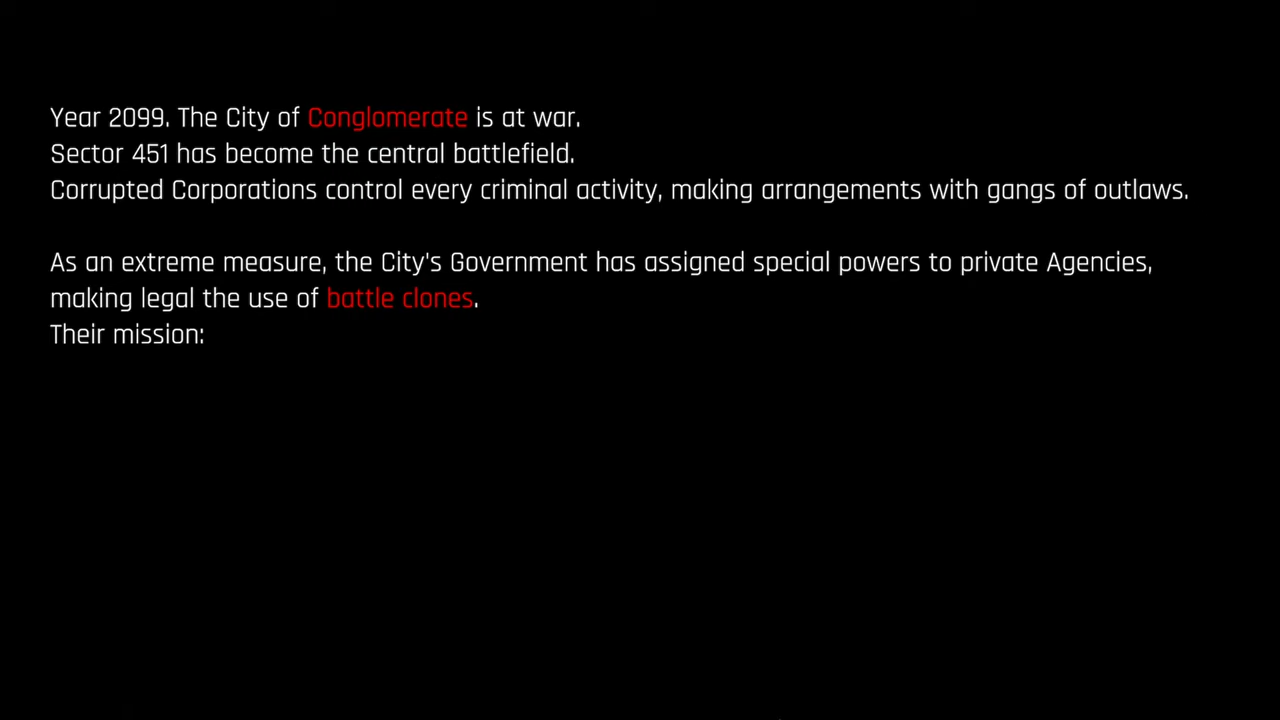 Year 2099. The City of Conglomerate is at war.
Sector 451 has become the central battlefield.
Corrupted Corporations control every criminal activity, making arrangements with gangs of outlaws.
As an extreme measure, the City's Government has assigned special powers to private Agencies,
making legal the use of battle clones.
Their mission: